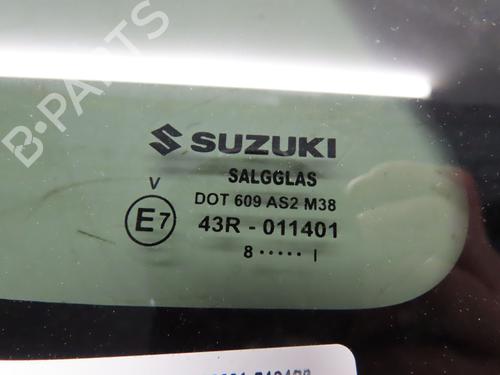 B-PARTS
SUZUKI
SALGGLAS
V
DOT 609 AS2 M38
E7
43R - 011401
8 ····· I